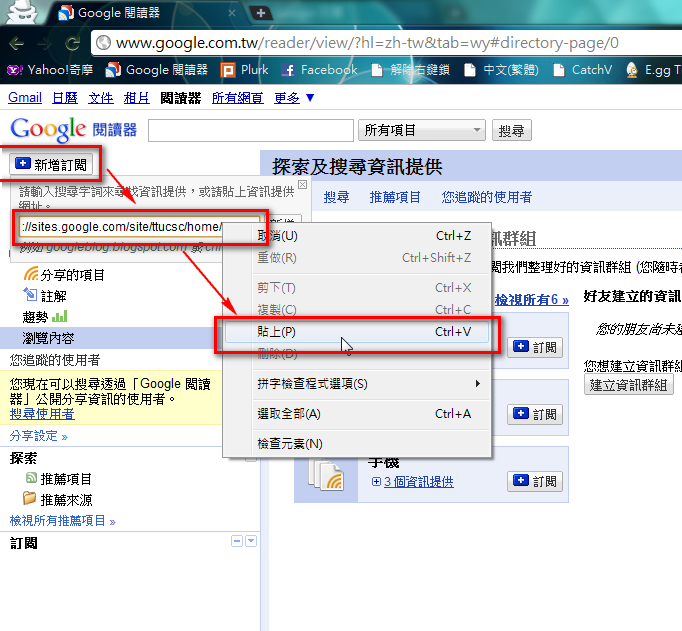 Google 閱讀器
www.google.com.tw/reader/view/?hl=zh-tw&tab=wy#directory-page/0
Yahoo!奇摩 Google 閱讀器 Plurk Facebook 解除右鍵鎖 中文(繁體) CatchV E.gg T
Gmail 日曆 文件 相片 閱讀器 所有網頁 更多 ▼
Google 閱讀器 所有項目 搜尋
新增訂閱
探索及搜尋資訊提供
請輸入搜尋字詞來尋找資訊提供，或請貼上資訊提供
網址。
搜尋 推薦項目 您追蹤的使用者
://sites.google.com/site/ttucsc/home/
例如 googleblog.blogspot.com 或
取消(U) Ctrl+Z
重做(R) Ctrl+Shift+Z
剪下(T) Ctrl+X
複製(C) Ctrl+C
貼上(P) Ctrl+V
刪除(D)
拼字檢查程式選項(S)
選取全部(A) Ctrl+A
檢查元素(N)
訊群組
閱我們整理好的資訊群組 (您隨時
檢視所有6 »
好友建立的資訊
您的朋友尚未建
您想建立資訊群組
建立資訊群組
訂閱
訂閱
手機
3 個資訊提供
訂閱
分享的項目
註解
趨勢
瀏覽內容
您追蹤的使用者
您現在可以搜尋透過「Google 閱讀
器」公開分享資訊的使用者。
搜尋使用者
分享設定 »
探索
推薦項目
推薦來源
檢視所有推薦項目 »
訂閱